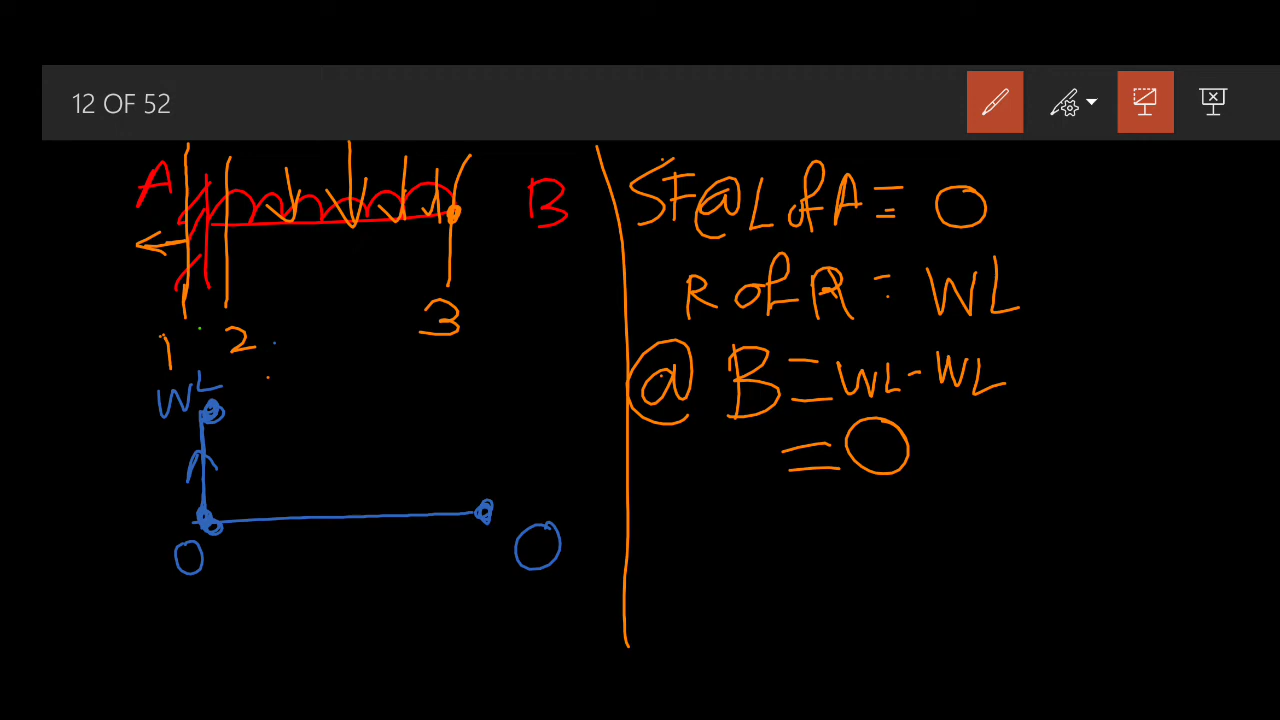 12 OF 52
A
B
1 2 3
WL
0 0
SF@L of A = 0
R of A = WL
@ B = WL - WL
= 0